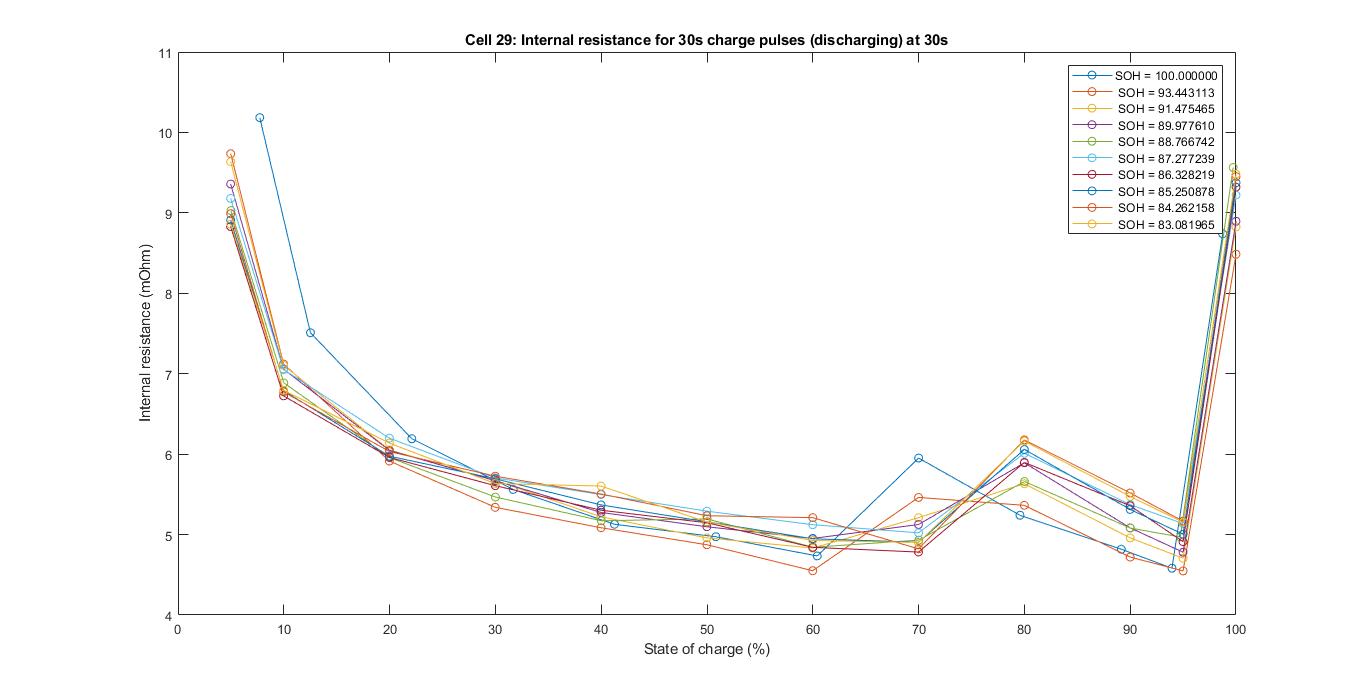 Cell 29: Internal resistance for 30s charge pulses (discharging) at 30s
11
10
9
8
7
6
5
4
Internal resistance (mOhm)
SOH = 100.000000
SOH = 93.443113
SOH = 91.475465
SOH = 89.977610
SOH = 88.766742
SOH = 87.277239
SOH = 86.328219
SOH = 85.250878
SOH = 84.262158
SOH = 83.081965
0 10 20 30 40 50 60 70 80 90 100
State of charge (%)